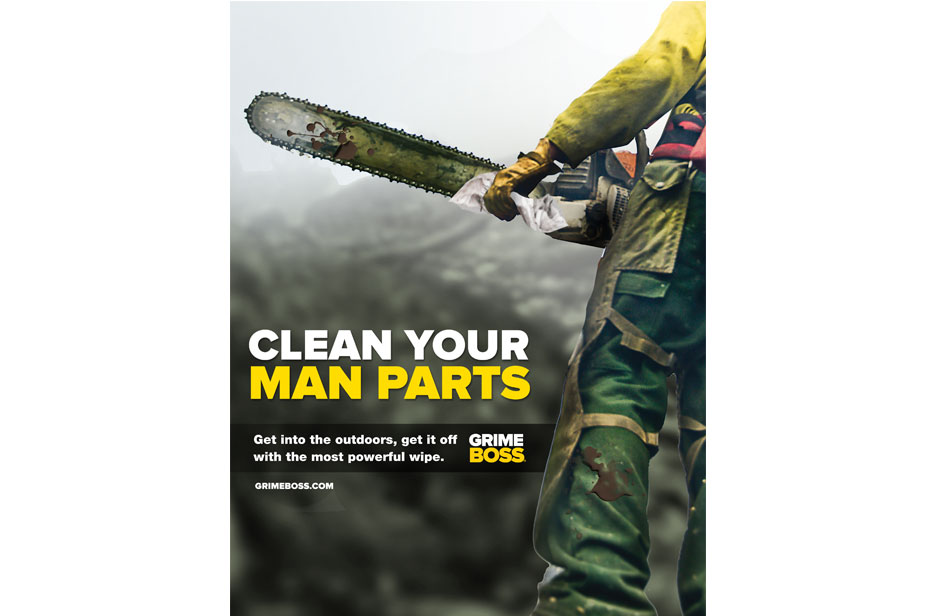 CLEAN YOUR
MAN PARTS
Get into the outdoors, get it off
with the most powerful wipe.
GRIME
BOSS
GRIMEBOSS.COM